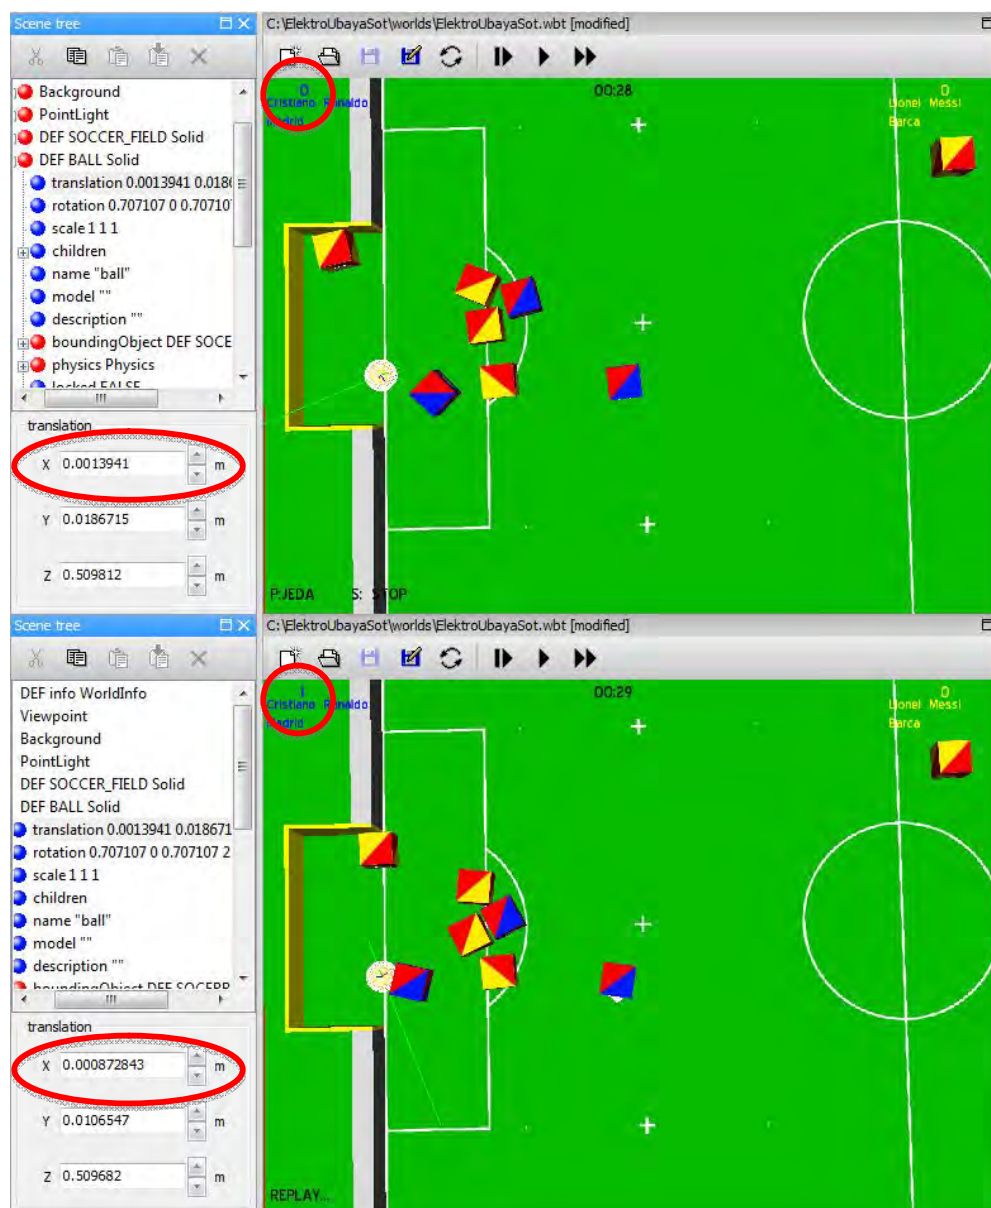 Scene tree
C:\ElektroUbayaSot\worlds\ElektroUbayaSot.wbt [modified]
Background
PointLight
DEF SOCCER_FIELD Solid
DEF BALL Solid
translation 0.0013941 0.018
rotation 0.707107 0 0.70710
scale 1 1 1
children
name "ball"
model ""
description ""
boundingObject DEF SOCE
physics Physics
locked FALSE
translation
X 0.0013941 m
Y 0.0186715 m
Z 0.509812 m
0
Cristiano Ronaldo
Madrid
00:28
0
Lionel Messi
Barca
P:JEDA S: STOP
Scene tree
C:\ElektroUbayaSot\worlds\ElektroUbayaSot.wbt [modified]
DEF info WorldInfo
Viewpoint
Background
PointLight
DEF SOCCER_FIELD Solid
DEF BALL Solid
translation 0.0013941 0.018671
rotation 0.707107 0 0.707107 2
scale 1 1 1
children
name "ball"
model ""
description ""
boundingObject DEF SOCERB
translation
X 0.000872843 m
Y 0.0106547 m
Z 0.509682 m
1
Cristiano Ronaldo
Madrid
00:29
0
Lionel Messi
Barca
REPLAY...